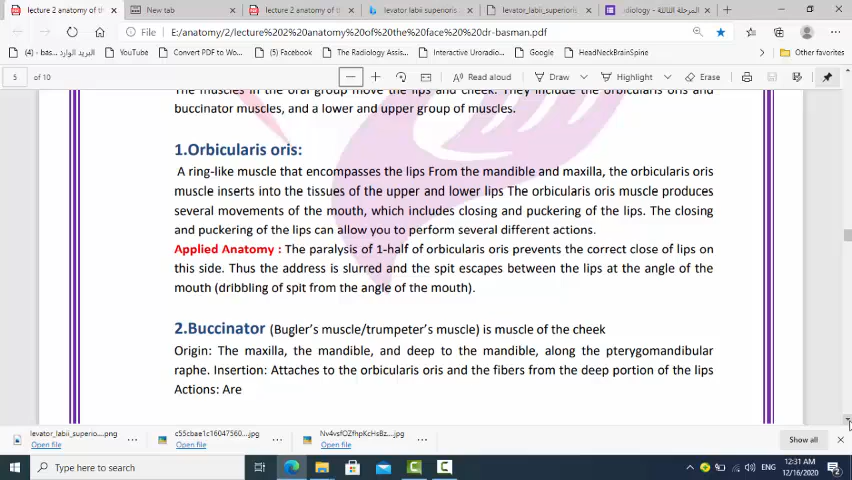 lecture 2 anatomy of the
New tab
lecture 2 anatomy of the
levator labii superioris
levator_labii_superioris
المرحلة الثالثة - Radiology
File
E:/anatomy/2/lecture%202%20anatomy%20of%20the%20face%20%20dr-basman.pdf
البريد الوارد (4) - bas...
YouTube
Convert PDF to W...
(5) Facebook
The Radiology Assis...
Interactive Uroradio...
Google
HeadNeckBrainSpine
Other favorites
5 of 10
Read aloud
Draw
Highlight
Erase
The muscles in the oral group move the lips and cheek. They include the orbicularis oris and
buccinator muscles, and a lower and upper group of muscles.
1.Orbicularis oris:
A ring-like muscle that encompasses the lips From the mandible and maxilla, the orbicularis oris
muscle inserts into the tissues of the upper and lower lips The orbicularis oris muscle produces
several movements of the mouth, which includes closing and puckering of the lips. The closing
and puckering of the lips can allow you to perform several different actions.
Applied Anatomy : The paralysis of 1-half of orbicularis oris prevents the correct close of lips on
this side. Thus the address is slurred and the spit escapes between the lips at the angle of the
mouth (dribbling of spit from the angle of the mouth).
2.Buccinator (Bugler's muscle/trumpeter's muscle) is muscle of the cheek
Origin: The maxilla, the mandible, and deep to the mandible, along the pterygomandibular
raphe. Insertion: Attaches to the orbicularis oris and the fibers from the deep portion of the lips
Actions: Are
levator_labii_superio....png
Open file
c55cbae1c16047560....jpg
Open file
Nv4vsfOZfhpKcHsBz....jpg
Open file
Show all
Type here to search
ENG
12:31 AM
12/16/2020
2